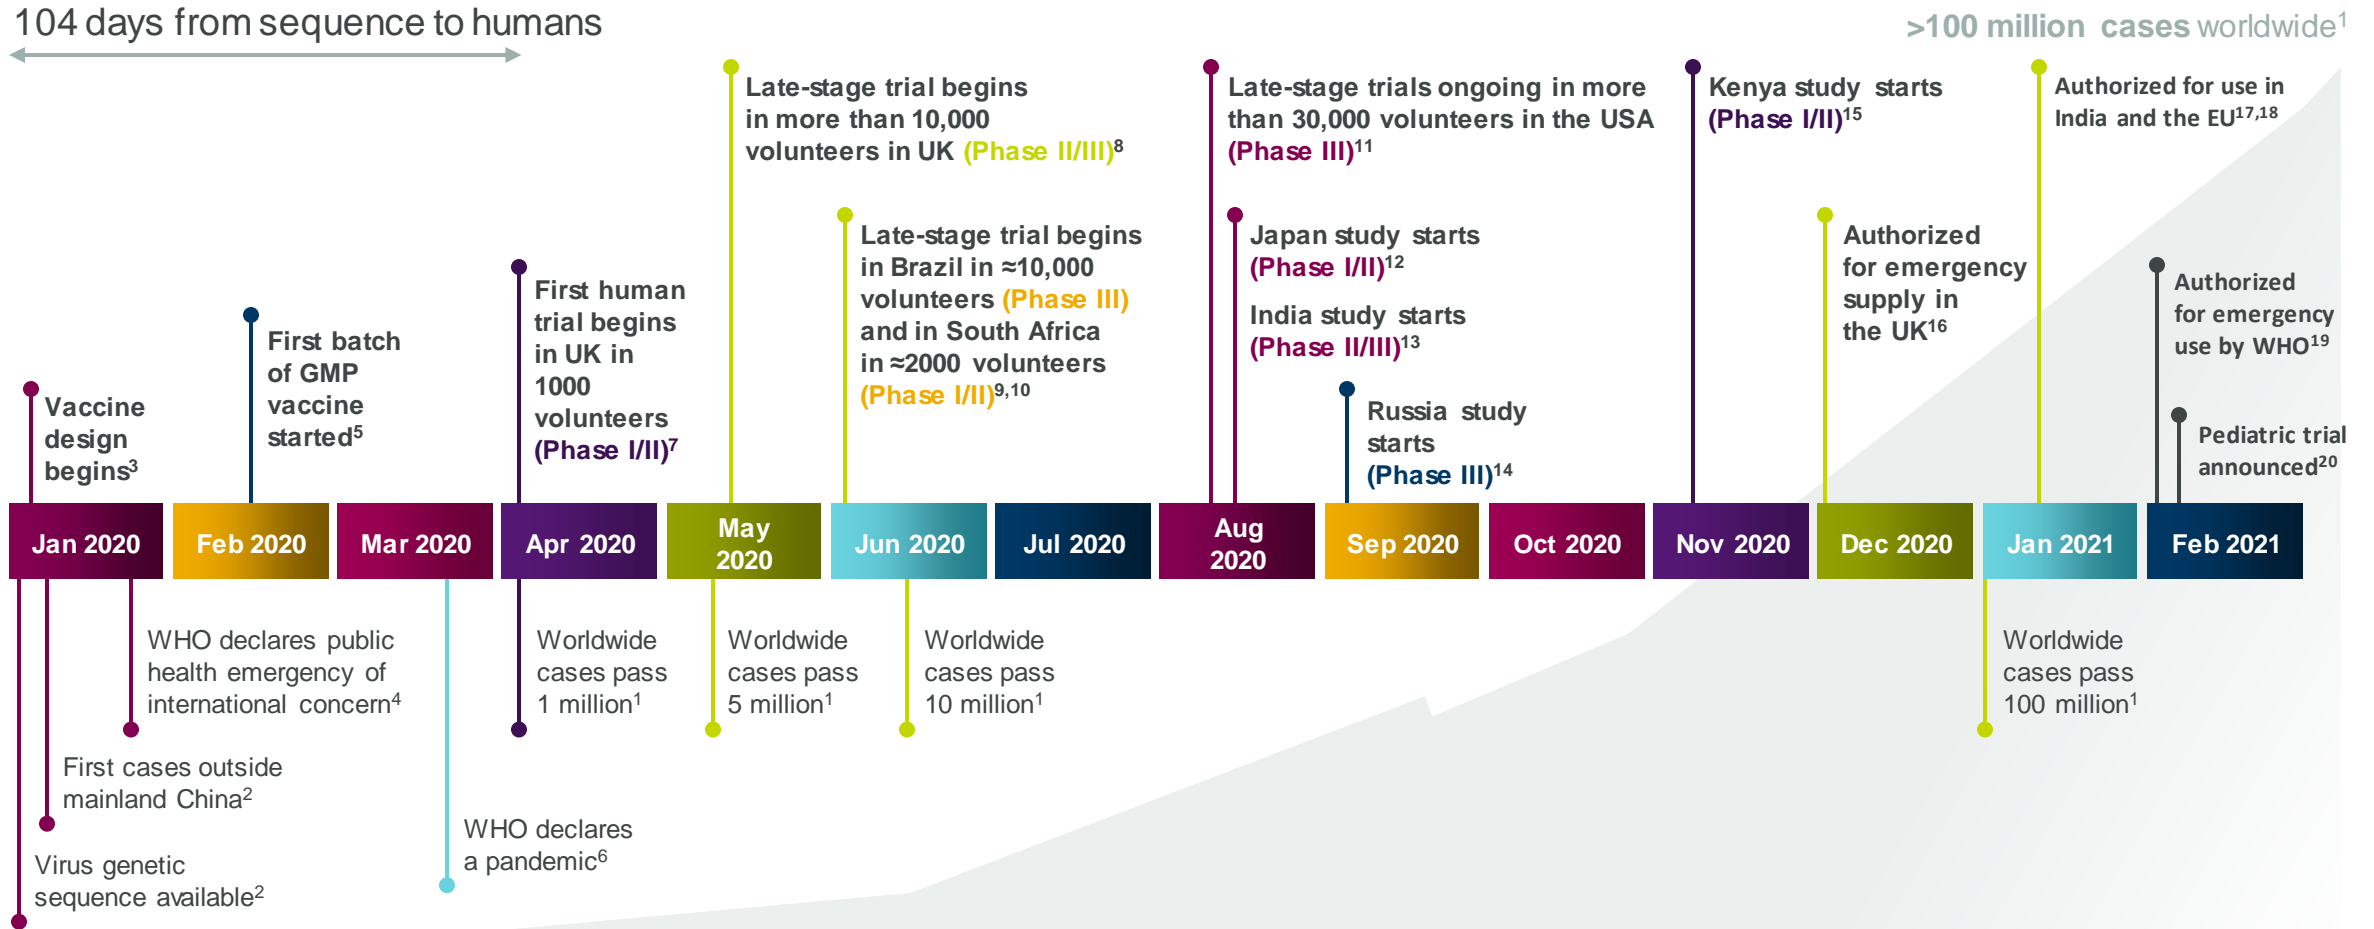 104 days from sequence to humans
>100 million cases worldwide¹
Late-stage trial begins
in more than 10,000
volunteers in UK (Phase II/III)⁸
Late-stage trials ongoing in more
than 30,000 volunteers in the USA
(Phase III)¹¹
Kenya study starts
(Phase I/II)¹⁵
Authorized for use in
India and the EU¹⁷,¹⁸
Late-stage trial begins
in Brazil in ≈10,000
volunteers (Phase III)
and in South Africa
in ≈2000 volunteers
(Phase I/II)⁹,¹⁰
Japan study starts
(Phase I/II)¹²
India study starts
(Phase II/III)¹³
Authorized
for emergency
supply in
the UK¹⁶
Authorized
for emergency
use by WHO¹⁹
First human
trial begins
in UK in
1000
volunteers
(Phase I/II)⁷
First batch
of GMP
vaccine
started⁵
Vaccine
design
begins³
Russia study
starts
(Phase III)¹⁴
Pediatric trial
announced²⁰
Jan 2020
Feb 2020
Mar 2020
Apr 2020
May
2020
Jun 2020
Jul 2020
Aug
2020
Sep 2020
Oct 2020
Nov 2020
Dec 2020
Jan 2021
Feb 2021
WHO declares public
health emergency of
international concern⁴
Worldwide
cases pass
1 million¹
Worldwide
cases pass
5 million¹
Worldwide
cases pass
10 million¹
Worldwide
cases pass
100 million¹
First cases outside
mainland China²
WHO declares
a pandemic⁶
Virus genetic
sequence available²